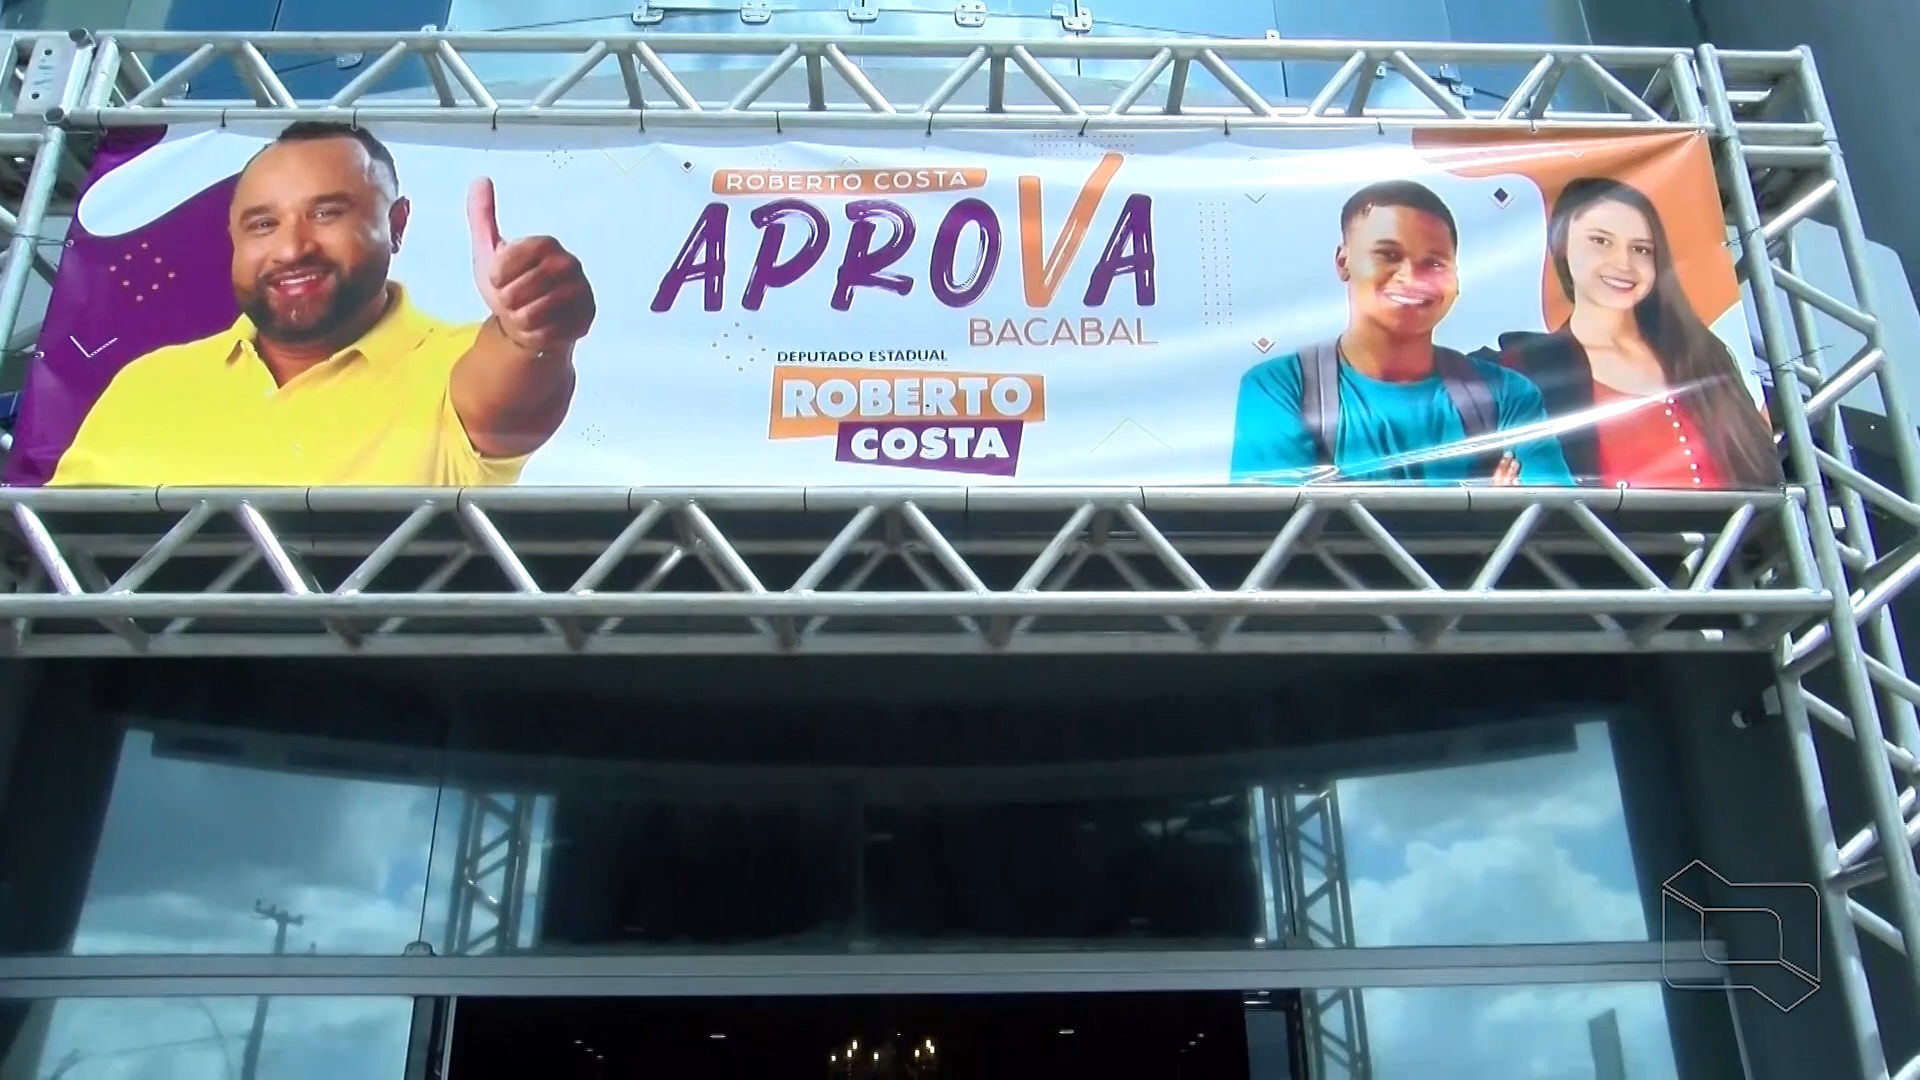 ROBERTO COSTA
APROVA
BACABAL
DEPUTADO ESTADUAL
ROBERTO
COSTA